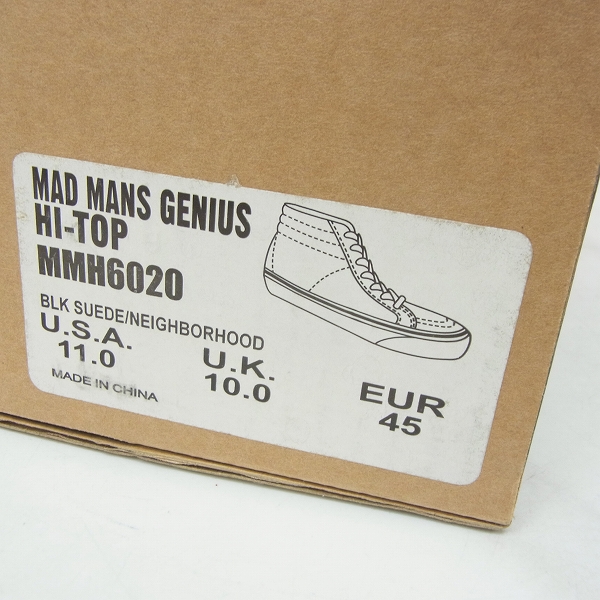 MAD MANS GENIUS
HI-TOP
MMH6020
BLK SUEDE/NEIGHBORHOOD
U.S.A. U.K. EUR
11.0 10.0 45
MADE IN CHINA